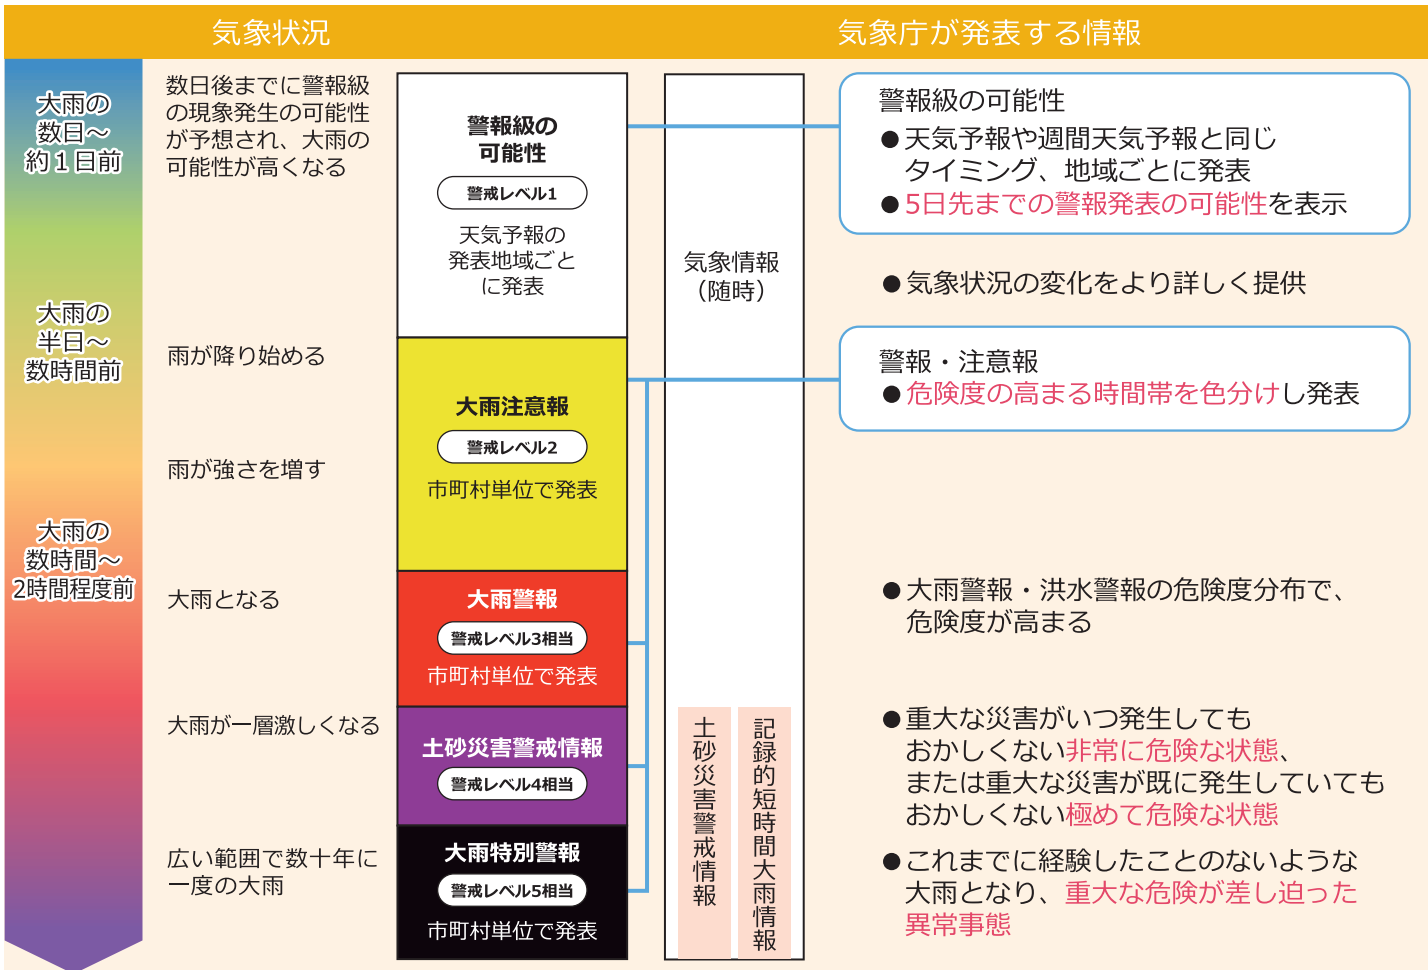 気象状況
気象庁が発表する情報
大雨の
数日～
約１日前
大雨の
半日～
数時間前
大雨の
数時間～
2時間程度前
数日後までに警報級
の現象発生の可能性
が予想され、大雨の
可能性が高くなる
雨が降り始める
雨が強さを増す
大雨となる
大雨が一層激しくなる
広い範囲で数十年に
一度の大雨
警報級の
可能性
警戒レベル1
天気予報の
発表地域ごと
に発表
大雨注意報
警戒レベル2
市町村単位で発表
大雨警報
警戒レベル3相当
市町村単位で発表
土砂災害警戒情報
警戒レベル4相当
大雨特別警報
警戒レベル5相当
市町村単位で発表
気象情報
（随時）
土砂災害警戒情報
記録的短時間大雨情報
警報級の可能性
●天気予報や週間天気予報と同じ
タイミング、地域ごとに発表
●5日先までの警報発表の可能性を表示
●気象状況の変化をより詳しく提供
警報・注意報
●危険度の高まる時間帯を色分けし発表
●大雨警報・洪水警報の危険度分布で、
危険度が高まる
●重大な災害がいつ発生しても
おかしくない非常に危険な状態、
または重大な災害が既に発生していても
おかしくない極めて危険な状態
●これまでに経験したことのないような
大雨となり、重大な危険が差し迫った
異常事態